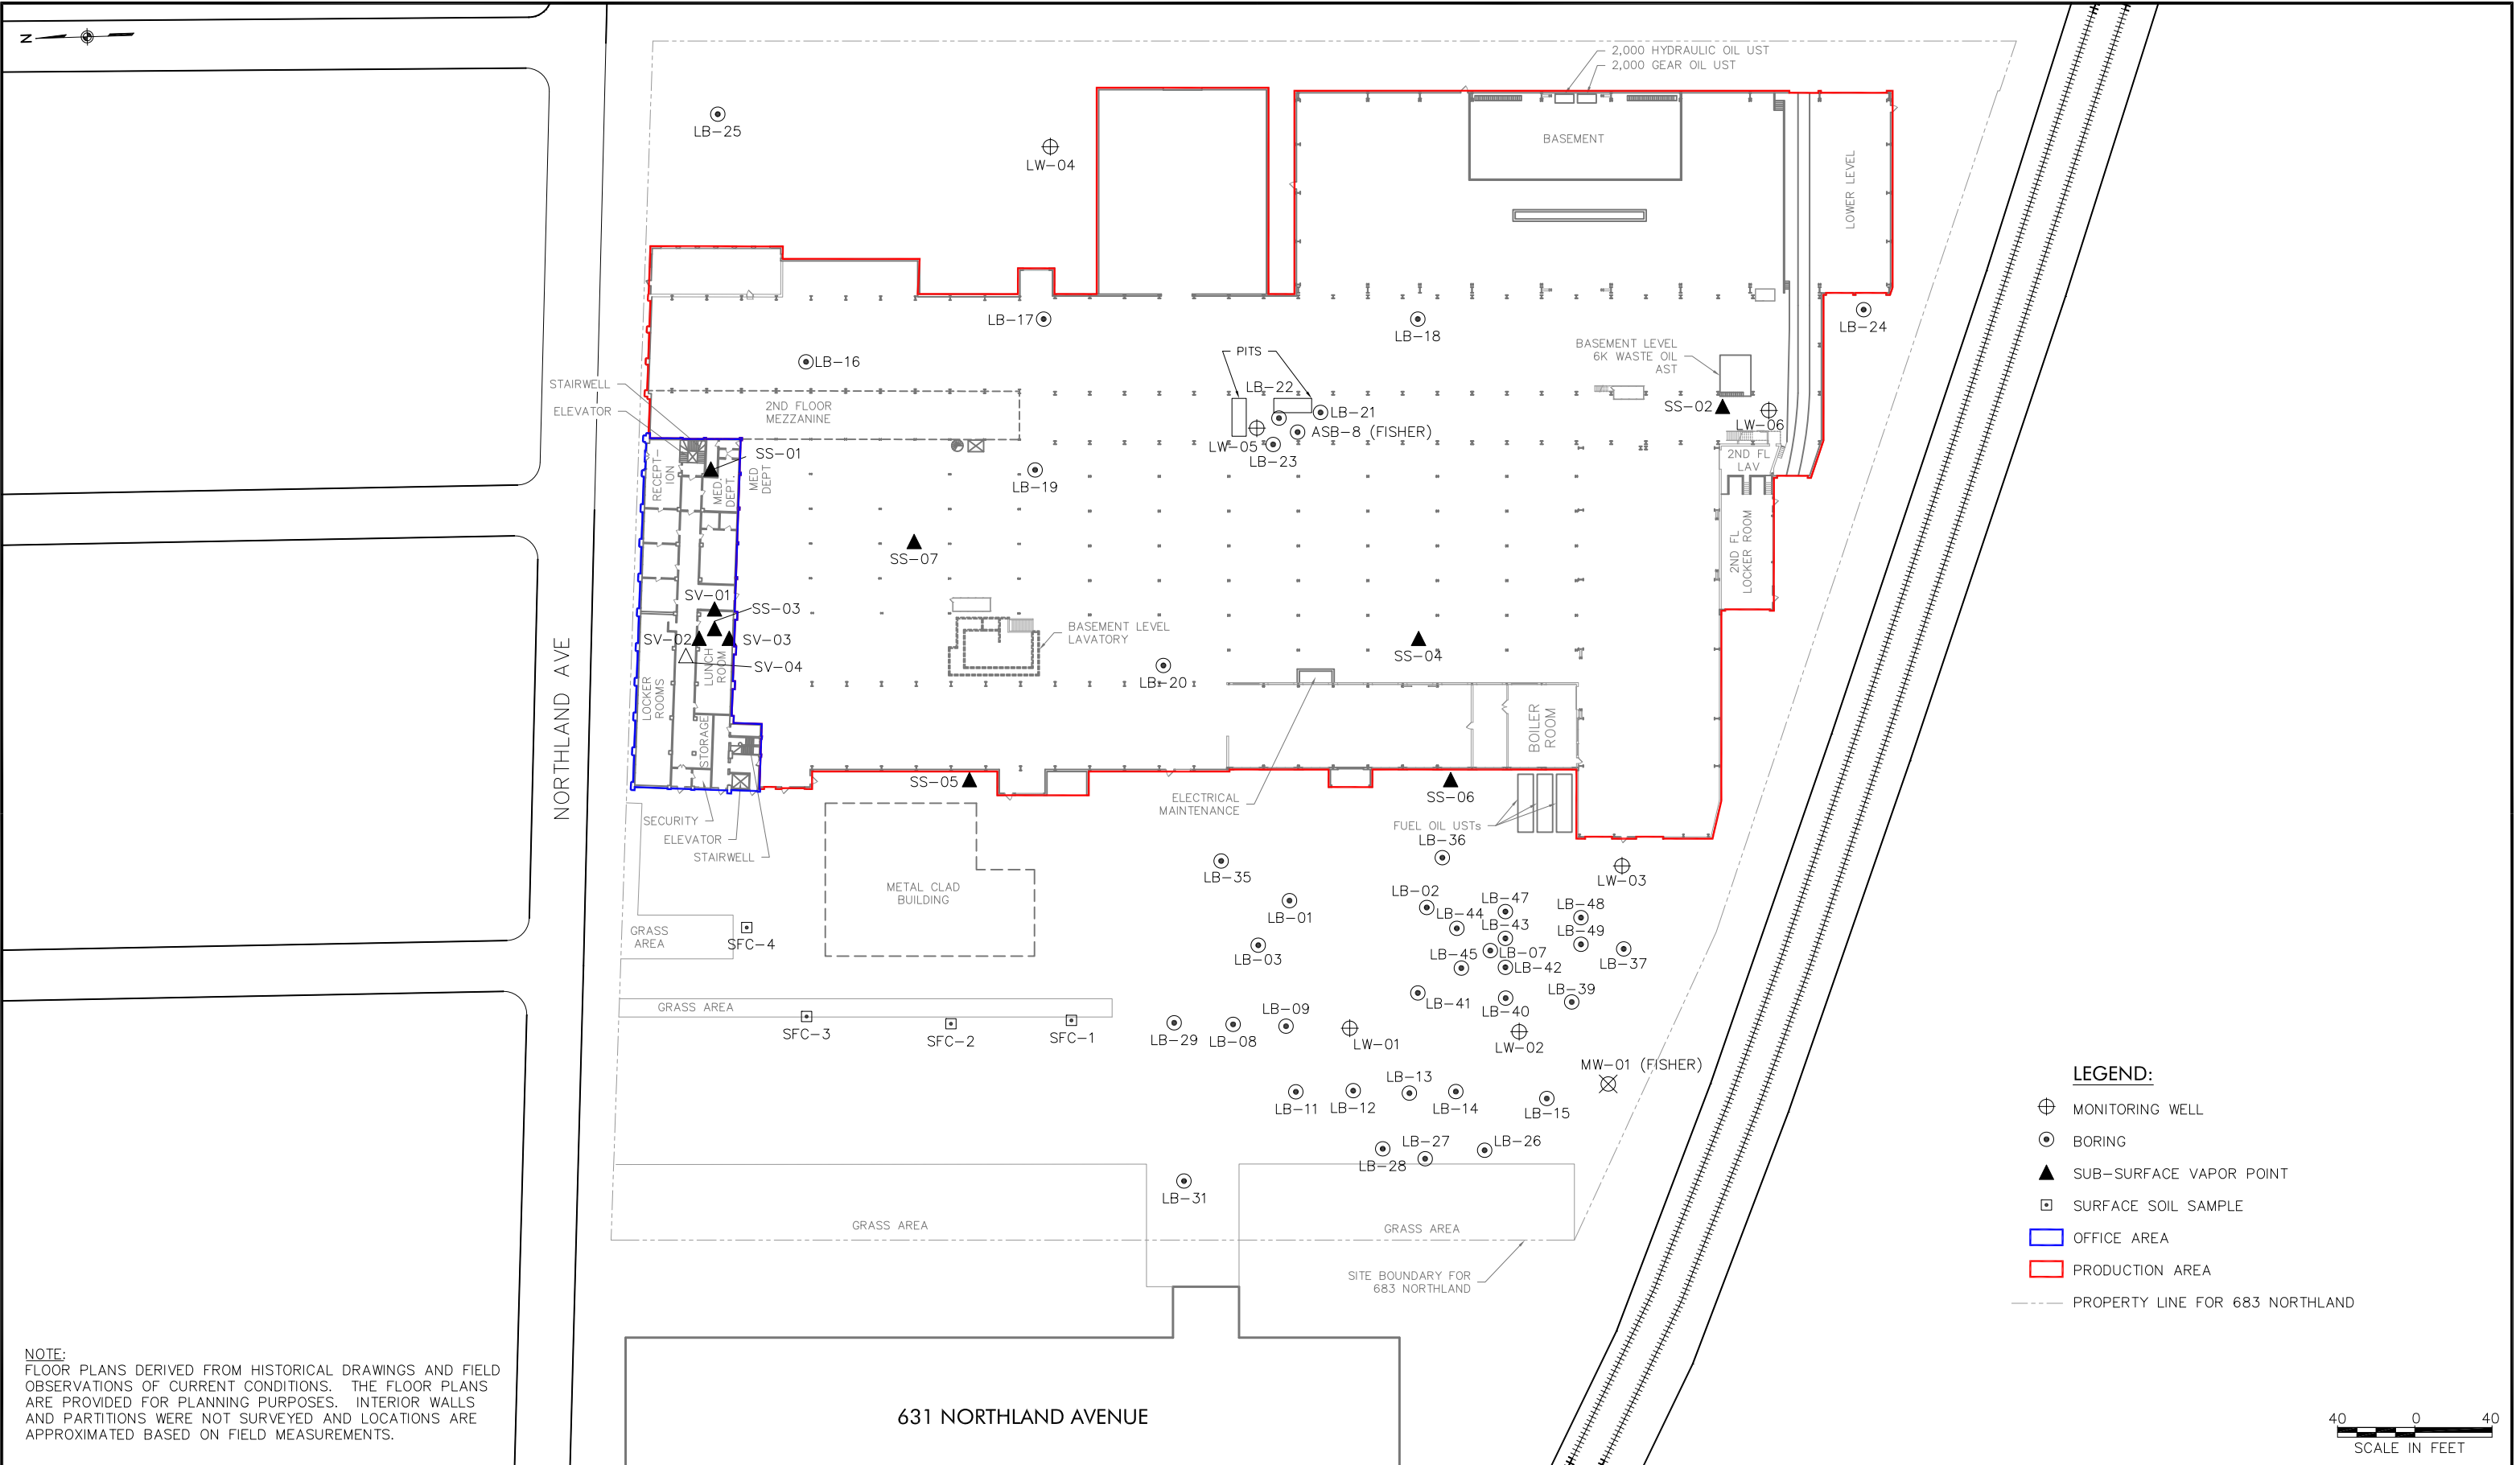 N
2,000 HYDRAULIC OIL UST
2,000 GEAR OIL UST
LB-25
LW-04
BASEMENT
LOWER LEVEL
LB-17
LB-18
LB-24
LB-16
PITS
BASEMENT LEVEL
6K WASTE OIL
AST
STAIRWELL
ELEVATOR
2ND FLOOR
MEZZANINE
LB-22
LB-21
ASB-8 (FISHER)
LW-05
LB-23
SS-02
LW-06
2ND FL
LAV
RECEPT-
ION
SS-01
MED.
DEPT.
MED
DEPT
LB-19
2ND FL
LOCKER ROOM
SS-07
SV-01
SS-03
SV-02
SV-03
SV-04
LUNCH
ROOM
LOCKER
ROOMS
STORAGE
BASEMENT LEVEL
LAVATORY
LB-20
SS-04
BOILER
ROOM
NORTHLAND AVE
SS-05
SS-06
ELECTRICAL
MAINTENANCE
SECURITY
ELEVATOR
STAIRWELL
FUEL OIL USTs
LB-36
LB-35
LW-03
METAL CLAD
BUILDING
LB-01
LB-02
LB-44
LB-47
LB-43
LB-48
LB-49
GRASS
AREA
SFC-4
LB-03
LB-45
LB-07
LB-42
LB-37
LB-41
LB-40
LB-39
GRASS AREA
SFC-3
SFC-2
SFC-1
LB-29
LB-08
LB-09
LW-01
LW-02
MW-01 (FISHER)
LB-11
LB-12
LB-13
LB-14
LB-15
LB-28
LB-27
LB-26
LB-31
GRASS AREA
GRASS AREA
SITE BOUNDARY FOR
683 NORTHLAND
LEGEND:
MONITORING WELL
BORING
SUB-SURFACE VAPOR POINT
SURFACE SOIL SAMPLE
OFFICE AREA
PRODUCTION AREA
PROPERTY LINE FOR 683 NORTHLAND
NOTE:
FLOOR PLANS DERIVED FROM HISTORICAL DRAWINGS AND FIELD
OBSERVATIONS OF CURRENT CONDITIONS. THE FLOOR PLANS
ARE PROVIDED FOR PLANNING PURPOSES. INTERIOR WALLS
AND PARTITIONS WERE NOT SURVEYED AND LOCATIONS ARE
APPROXIMATED BASED ON FIELD MEASUREMENTS.
631 NORTHLAND AVENUE
40 0 40
SCALE IN FEET